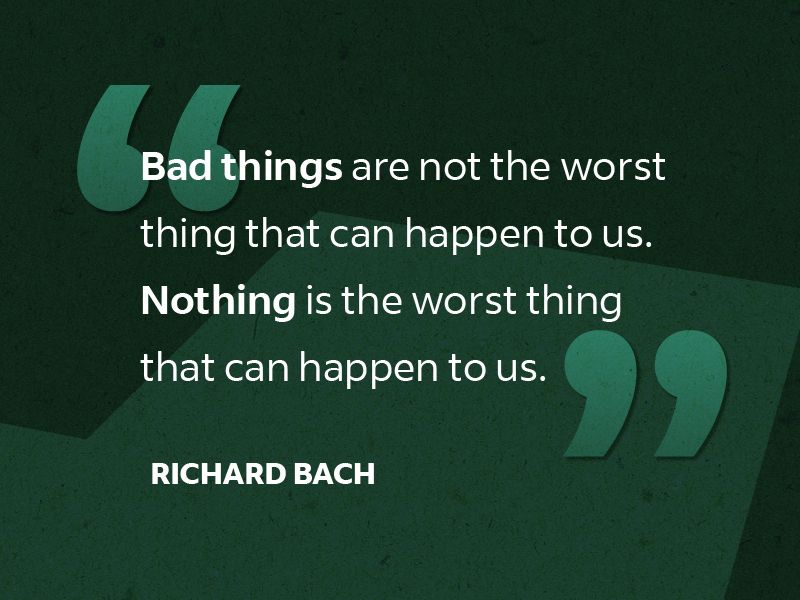 Bad things are not the worst
thing that can happen to us.
Nothing is the worst thing
that can happen to us.
RICHARD BACH